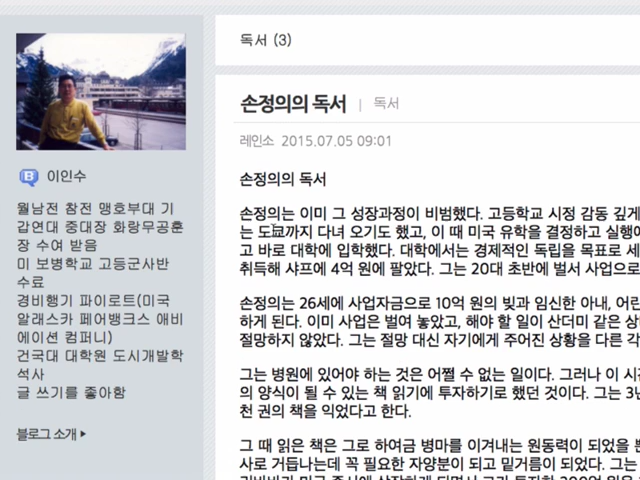 독서 (3)
손정의의 독서 | 독서
레인소 2015.07.05 09:01
이인수
월남전 참전 맹호부대 기
갑연대 중대장 화랑무공훈
장 수여 받음
미 보병학교 고등군사반
수료
경비행기 파이로트(미국
알래스카 페어뱅크스 애비
에이션 컴퍼니)
건국대 대학원 도시개발학
석사
글 쓰기를 좋아함
블로그 소개
손정의의 독서
손정의는 이미 그 성장과정이 비범했다. 고등학교 시정 감동 깊게
는 도쿄까지 다녀 오기도 했고, 이 때 미국 유학을 결정하고 실행에
고 바로 대학에 입학했다. 대학에서는 경제적인 독립을 목표로 세
취득해 샤프에 4억 원에 팔았다. 그는 20대 초반에 벌서 사업으로
손정의는 26세에 사업자금으로 10억 원의 빚과 임신한 아내, 어린
하게 된다. 이미 사업은 벌여 놓았고, 해야 할 일이 산더미 같은 상
절망하지 않았다. 그는 절망 대신 자기에게 주어진 상황을 다른 각
그는 병원에 있어야 하는 것은 어쩔 수 없는 일이다. 그러나 이 시
의 양식이 될 수 있는 책 읽기에 투자하기로 했던 것이다. 그는 3년
천 권의 책을 익었다고 한다.
그 때 읽은 책은 그로 하여금 병마를 이겨내는 원동력이 되었을 뿐
사로 거듭나는데 꼭 필요한 자양분이 되고 밑거름이 되었다. 그는